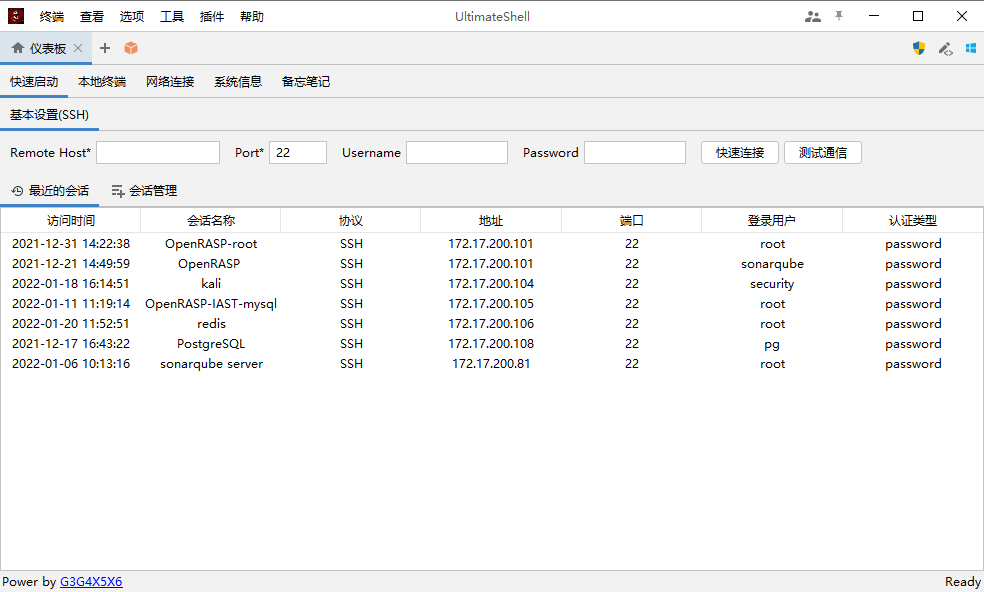 终端 查看 选项 工具 插件 帮助 UltimateShell
仪表板
快速启动 本地终端 网络连接 系统信息 备忘笔记
基本设置(SSH)
Remote Host* Port* 22 Username Password 快速连接 测试通信
最近的会话 会话管理
访问时间 会话名称 协议 地址 端口 登录用户 认证类型
2021-12-31 14:22:38 OpenRASP-root SSH 172.17.200.101 22 root password
2021-12-21 14:49:59 OpenRASP SSH 172.17.200.101 22 sonarqube password
2022-01-18 16:14:51 kali SSH 172.17.200.104 22 security password
2022-01-11 11:19:14 OpenRASP-IAST-mysql SSH 172.17.200.105 22 root password
2022-01-20 11:52:51 redis SSH 172.17.200.106 22 root password
2021-12-17 16:43:22 PostgreSQL SSH 172.17.200.108 22 pg password
2022-01-06 10:13:16 sonarqube server SSH 172.17.200.81 22 root password
Power by G3G4X5X6 Ready